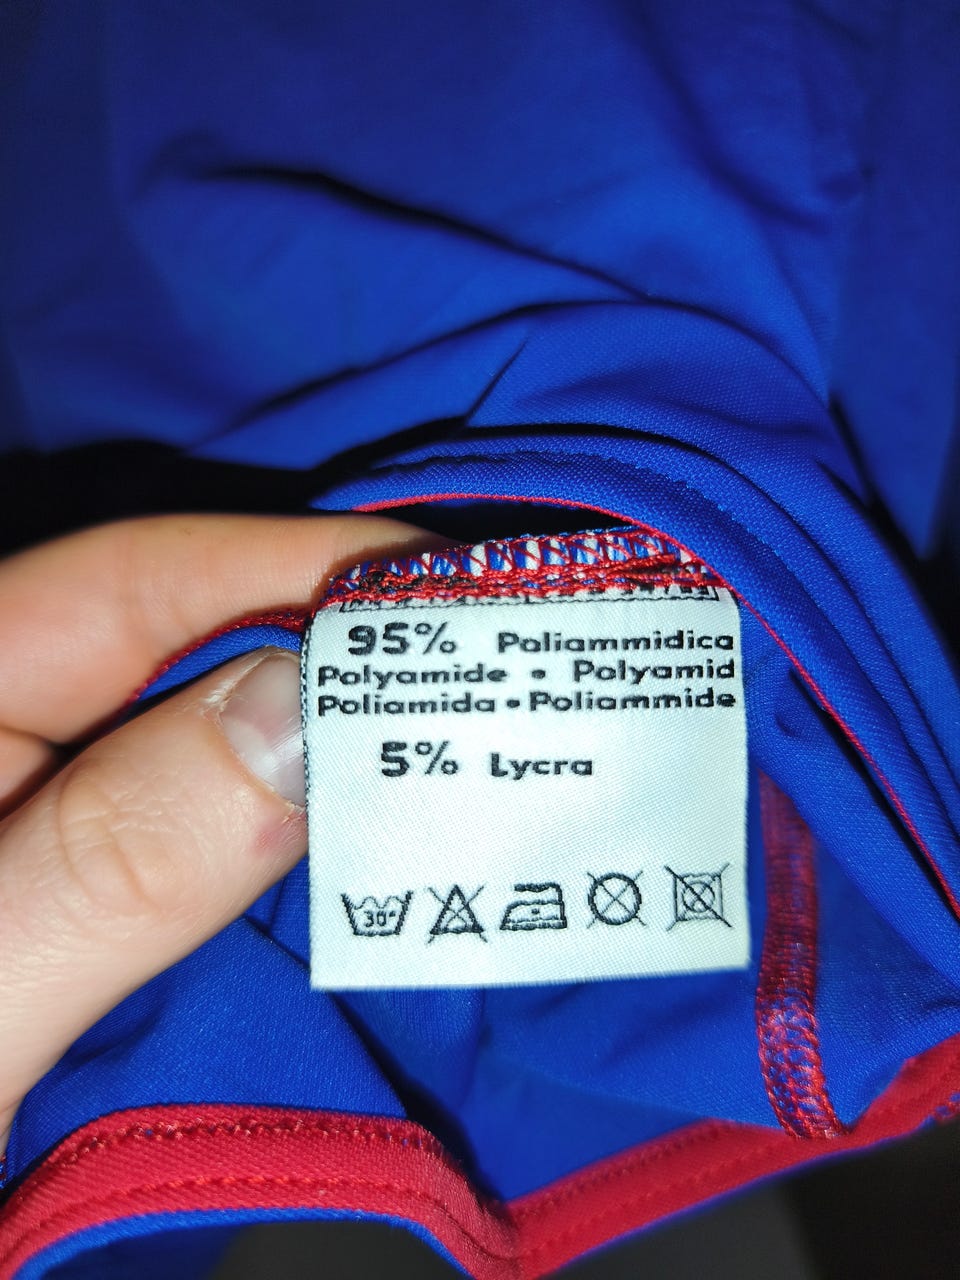 95% Poliammidica
Polyamide • Polyamid
Poliamida • Poliammide
5% Lycra
30°